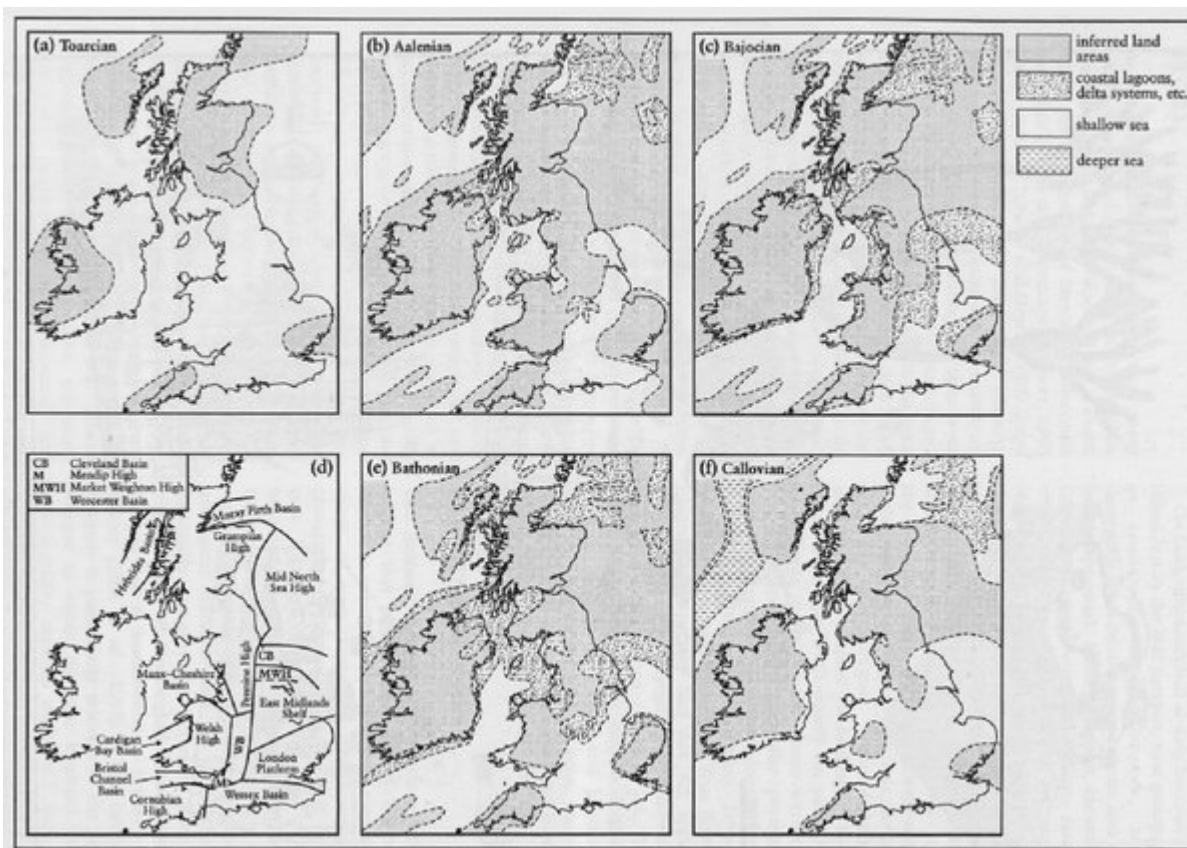 (a) Toarcian
(b) Aalenian
(c) Bajocian
inferred land
areas
coastal lagoons,
delta systems, etc.
shallow sea
deeper sea
CB Cleveland Basin
M Mendip High
MWH Market Weighton High
WB Worcester Basin
(d)
Moray Firth Basin
Grampian
High
Hebrides Basins
Mid North
Sea High
Pennine High
CB
MWH
Manx–Cheshire
Basin
East Midlands
Shelf
Cardigan
Bay Basin
Welsh
High
WB
London
Platform
Bristol
Channel
Basin
M
Wessex Basin
Cornubian
High
(e) Bathonian
(f) Callovian